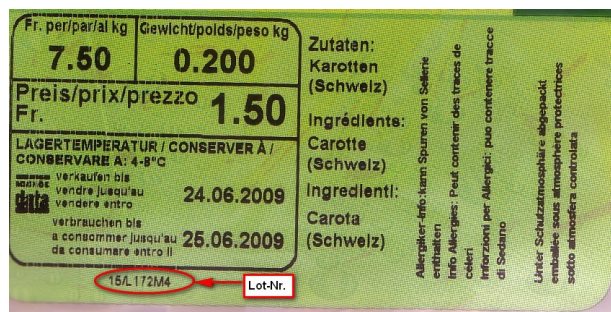 Fr. per/par/al kg
7.50
Gewicht/poids/peso kg
0.200
Preis/prix/prezzo
Fr.
1.50
LAGERTEMPERATUR / CONSERVER À /
CONSERVARE A: 4-8°C
data
verkaufen bis
vendre jusqu'au
vendere entro
24.06.2009
verbrauchen bis
a consommer jusqu'au
da consumare entro il
25.06.2009
15/L172M4
Lot-Nr.
Zutaten:
Karotten
(Schweiz)
Ingrédients:
Carotte
(Schweiz)
Ingredienti:
Carota
(Schweiz)
Allergiker-Info:kann Spuren von Sellerie
enthalten
Info Allergies: Peut contenir des traces de
céleri
Inforzioni per Allergici: puo contenere tracce
di Sedano
Unter Schutzatmosphäre abgepackt
emballée sous atmosphère protectrices
sotto atmosfera controlata